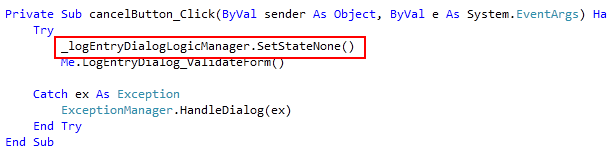 Private Sub cancelButton_Click(ByVal sender As Object, ByVal e As System.EventArgs) Ha
Try
_logEntryDialogLogicManager.SetStateNone()
Me.LogEntryDialog_ValidateForm()
Catch ex As Exception
ExceptionManager.HandleDialog(ex)
End Try
End Sub